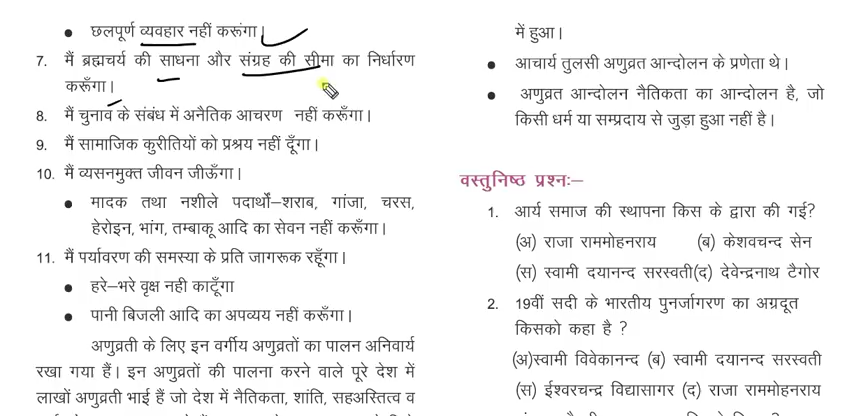 ● छलपूर्ण व्यवहार नहीं करूंगा।
7. मैं ब्रह्मचर्य की साधना और संग्रह की सीमा का निर्धारण
करूँगा।
8. मैं चुनाव के संबंध में अनैतिक आचरण नहीं करूँगा।
9. मैं सामाजिक कुरीतियों को प्रश्रय नहीं दूँगा।
10. मैं व्यसनमुक्त जीवन जीऊँगा।
● मादक तथा नशीले पदार्थों–शराब, गांजा, चरस,
हेरोइन, भांग, तम्बाकू आदि का सेवन नहीं करूँगा।
11. मैं पर्यावरण की समस्या के प्रति जागरूक रहूँगा।
● हरे–भरे वृक्ष नही काटूँगा
● पानी बिजली आदि का अपव्यय नहीं करूँगा।
अणुव्रती के लिए इन वर्गीय अणुव्रतों का पालन अनिवार्य
रखा गया हैं। इन अणुव्रतों की पालना करने वाले पूरे देश में
लाखों अणुव्रती भाई हैं जो देश में नैतिकता, शांति, सहअस्तित्व व
में हुआ।
● आचार्य तुलसी अणुव्रत आन्दोलन के प्रणेता थे।
● अणुव्रत आन्दोलन नैतिकता का आन्दोलन है, जो
किसी धर्म या सम्प्रदाय से जुड़ा हुआ नहीं है।
वस्तुनिष्ठ प्रश्नः–
1. आर्य समाज की स्थापना किस के द्वारा की गई?
(अ) राजा राममोहनराय (ब) केशवचन्द सेन
(स) स्वामी दयानन्द सरस्वती(द) देवेन्द्रनाथ टैगोर
2. 19वीं सदी के भारतीय पुनर्जागरण का अग्रदूत
किसको कहा है ?
(अ)स्वामी विवेकानन्द (ब) स्वामी दयानन्द सरस्वती
(स) ईश्वरचन्द्र विद्यासागर (द) राजा राममोहनराय